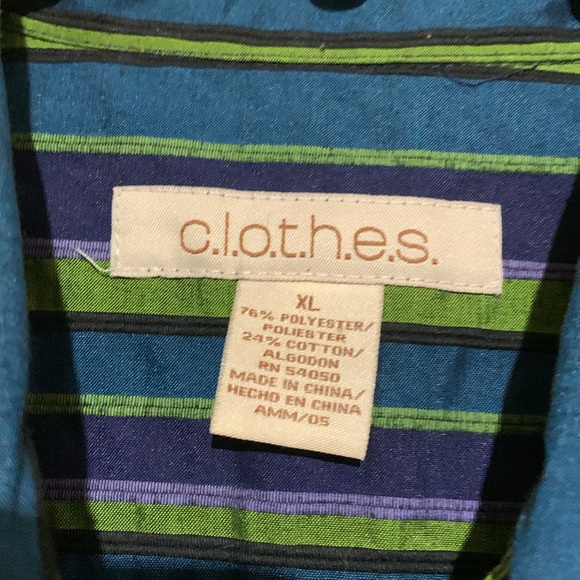 c.l.o.t.h.e.s.
XL
76% POLYESTER/
POLIESTER
24% COTTON/
ALGODON
RN 54050
MADE IN CHINA/
HECHO EN CHINA
AMM/05